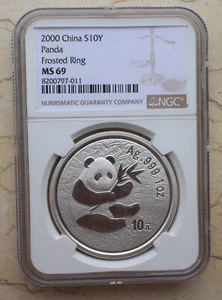 2000 China S10Y
Panda
Frosted Ring
MS 69
8200797-011
NUMISMATIC GUARANTY COMPANY
NGC
Ag .999 1oz
10元